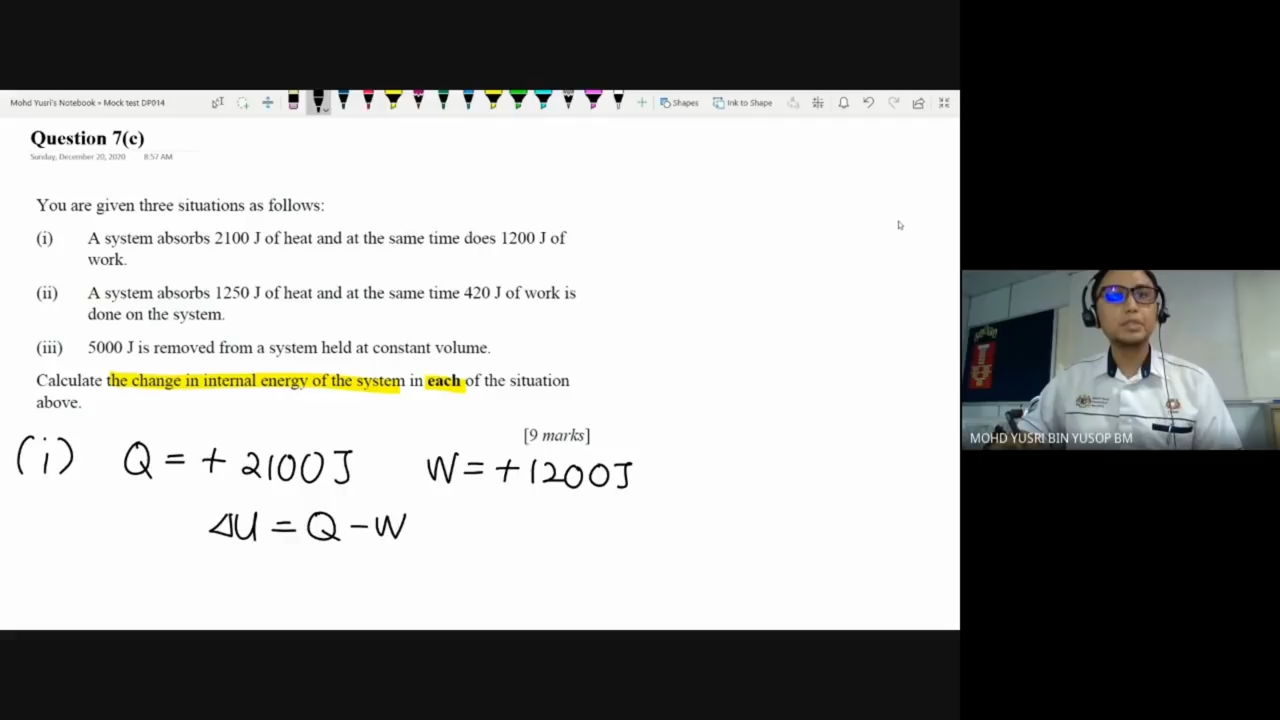 Mohd Yusri's Notebook » Mock test DP014
Shapes
Ink to Shape
Question 7(c)
Sunday, December 20, 2020 8:57 AM
You are given three situations as follows:
(i) A system absorbs 2100 J of heat and at the same time does 1200 J of
work.
(ii) A system absorbs 1250 J of heat and at the same time 420 J of work is
done on the system.
(iii) 5000 J is removed from a system held at constant volume.
Calculate the change in internal energy of the system in each of the situation
above.
[9 marks]
(i) Q = + 2100J W = +1200J
ΔU = Q - W
MOHD YUSRI BIN YUSOP BM